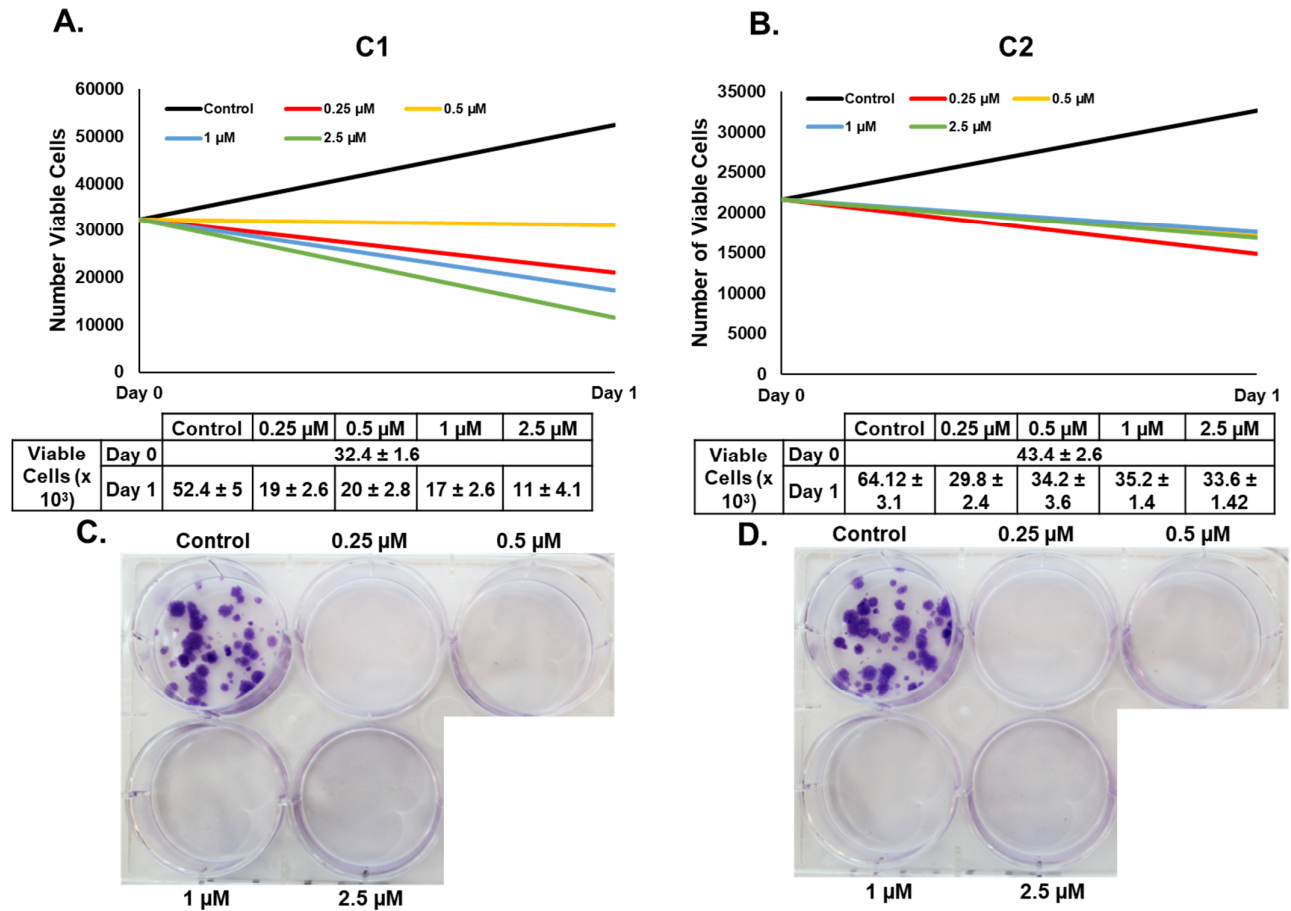 A.
C1
Number Viable Cells
60000
50000
40000
30000
20000
10000
0
Control
0.25 µM
0.5 µM
1 µM
2.5 µM
Day 0
Day 1
Control 0.25 µM 0.5 µM 1 µM 2.5 µM
Viable
Cells (x
10³)
Day 0 32.4 ± 1.6
Day 1 52.4 ± 5 19 ± 2.6 20 ± 2.8 17 ± 2.6 11 ± 4.1
B.
C2
Number of Viable Cells
35000
30000
25000
20000
15000
10000
5000
0
Control
0.25 µM
0.5 µM
1 µM
2.5 µM
Day 0
Day 1
Control 0.25 µM 0.5 µM 1 µM 2.5 µM
Viable
Cells (x
10³)
Day 0 43.4 ± 2.6
Day 1
64.12 ±
3.1
29.8 ±
2.4
34.2 ±
3.6
35.2 ±
1.4
33.6 ±
1.42
C.
Control
0.25 µM
0.5 µM
1 µM
2.5 µM
D.
Control
0.25 µM
0.5 µM
1 µM
2.5 µM